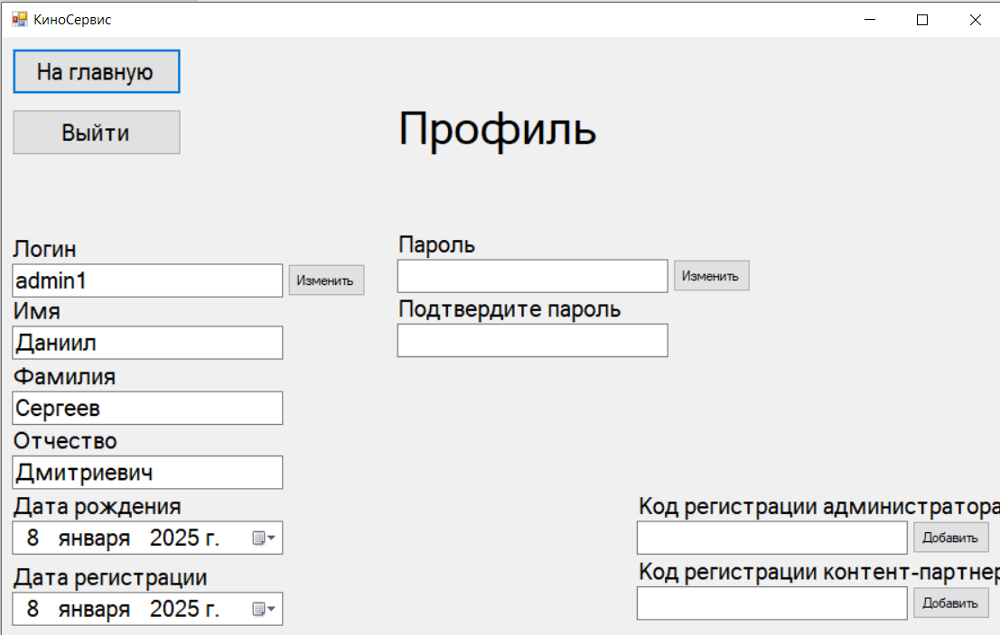 КиноСервис
На главную
Выйти
Профиль
Логин
admin1
Изменить
Имя
Даниил
Фамилия
Сергеев
Отчество
Дмитриевич
Дата рождения
8 января 2025 г.
Дата регистрации
8 января 2025 г.
Пароль
Изменить
Подтвердите пароль
Код регистрации администратора
Добавить
Код регистрации контент-партнер
Добавить